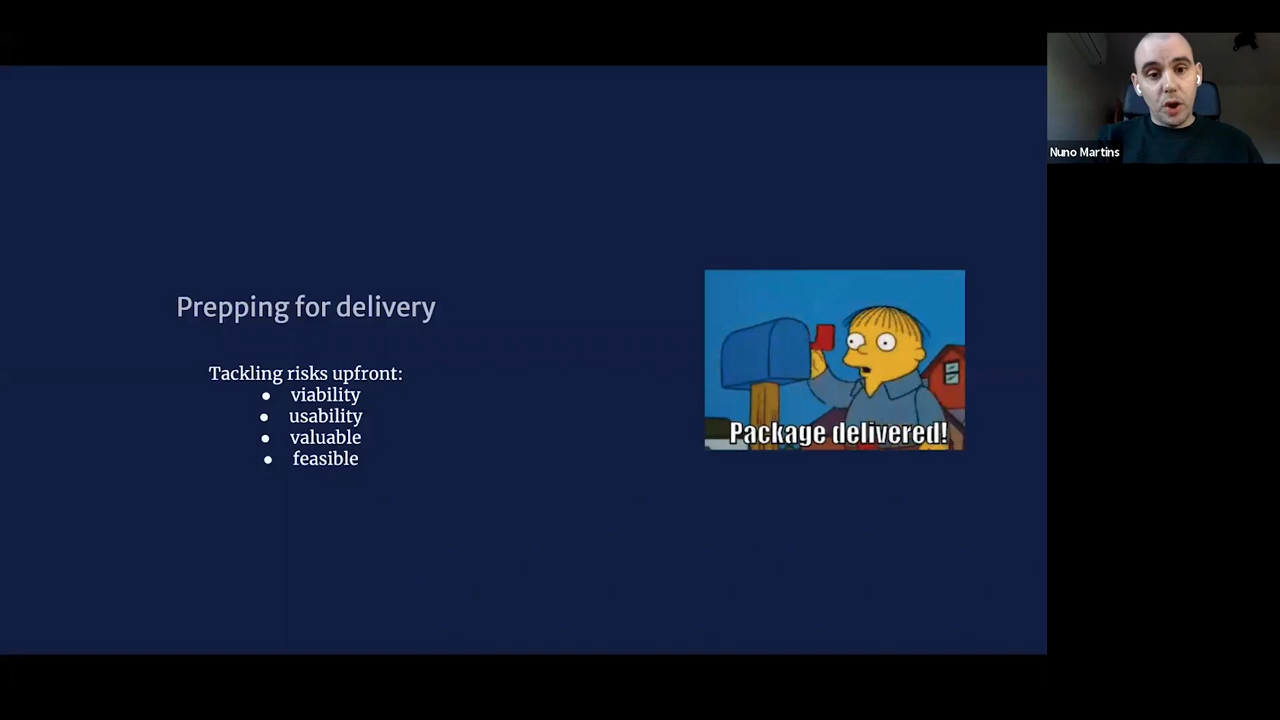 Prepping for delivery
Tackling risks upfront:
● viability
● usability
● valuable
● feasible
Package delivered!
Nuno Martins